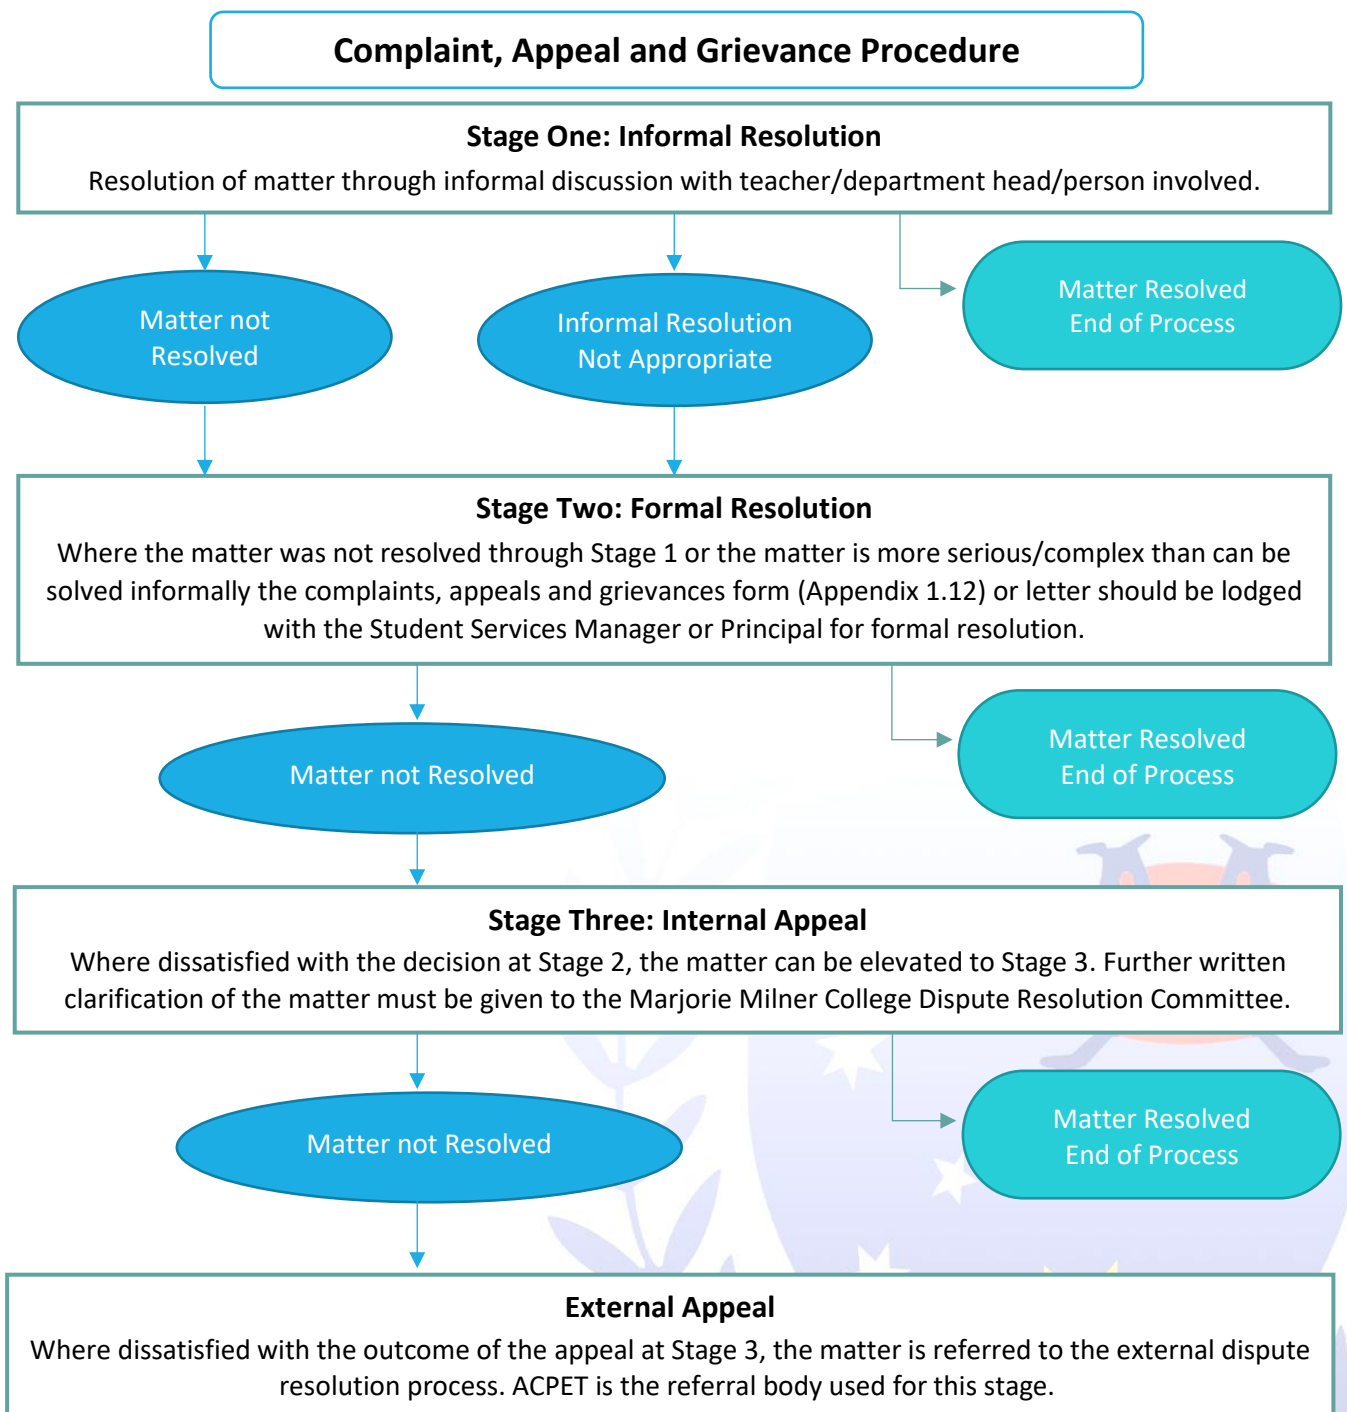 Complaint, Appeal and Grievance Procedure
Stage One: Informal Resolution
Resolution of matter through informal discussion with teacher/department head/person involved.
Matter not
Resolved
Informal Resolution
Not Appropriate
Matter Resolved
End of Process
Stage Two: Formal Resolution
Where the matter was not resolved through Stage 1 or the matter is more serious/complex than can be
solved informally the complaints, appeals and grievances form (Appendix 1.12) or letter should be lodged
with the Student Services Manager or Principal for formal resolution.
Matter not Resolved
Matter Resolved
End of Process
Stage Three: Internal Appeal
Where dissatisfied with the decision at Stage 2, the matter can be elevated to Stage 3. Further written
clarification of the matter must be given to the Marjorie Milner College Dispute Resolution Committee.
Matter not Resolved
Matter Resolved
End of Process
External Appeal
Where dissatisfied with the outcome of the appeal at Stage 3, the matter is referred to the external dispute
resolution process. ACPET is the referral body used for this stage.